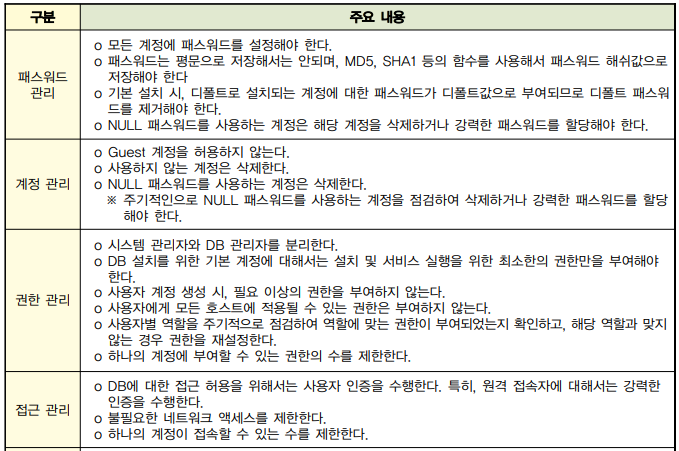 구분
주요 내용
패스워드
관리
o 모든 계정에 패스워드를 설정해야 한다.
o 패스워드는 평문으로 저장해서는 안되며, MD5, SHA1 등의 함수를 사용해서 패스워드 해쉬값으로
저장해야 한다
o 기본 설치 시, 디폴트로 설치되는 계정에 대한 패스워드가 디폴트값으로 부여되므로 디폴트 패스워
드를 제거해야 한다.
o NULL 패스워드를 사용하는 계정은 해당 계정을 삭제하거나 강력한 패스워드를 할당해야 한다.
계정 관리
o Guest 계정을 허용하지 않는다.
o 사용하지 않는 계정은 삭제한다.
o NULL 패스워드를 사용하는 계정은 삭제한다.
※ 주기적인으로 NULL 패스워드를 사용하는 계정을 점검하여 삭제하거나 강력한 패스워드를 할당
해야 한다.
권한 관리
o 시스템 관리자와 DB 관리자를 분리한다.
o DB 설치를 위한 기본 계정에 대해서는 설치 및 서비스 실행을 위한 최소한의 권한만을 부여해야
한다.
o 사용자 계정 생성 시, 필요 이상의 권한을 부여하지 않는다.
o 사용자에게 모든 호스트에 적용될 수 있는 권한은 부여하지 않는다.
o 사용자별 역할을 주기적으로 점검하여 역할에 맞는 권한이 부여되었는지 확인하고, 해당 역할과 맞지
않는 경우 권한을 재설정한다.
o 하나의 계정에 부여할 수 있는 권한의 수를 제한한다.
접근 관리
o DB에 대한 접근 허용을 위해서는 사용자 인증을 수행한다. 특히, 원격 접속자에 대해서는 강력한
인증을 수행한다.
o 불필요한 네트워크 액세스를 제한한다.
o 하나의 계정이 접속할 수 있는 수를 제한한다.